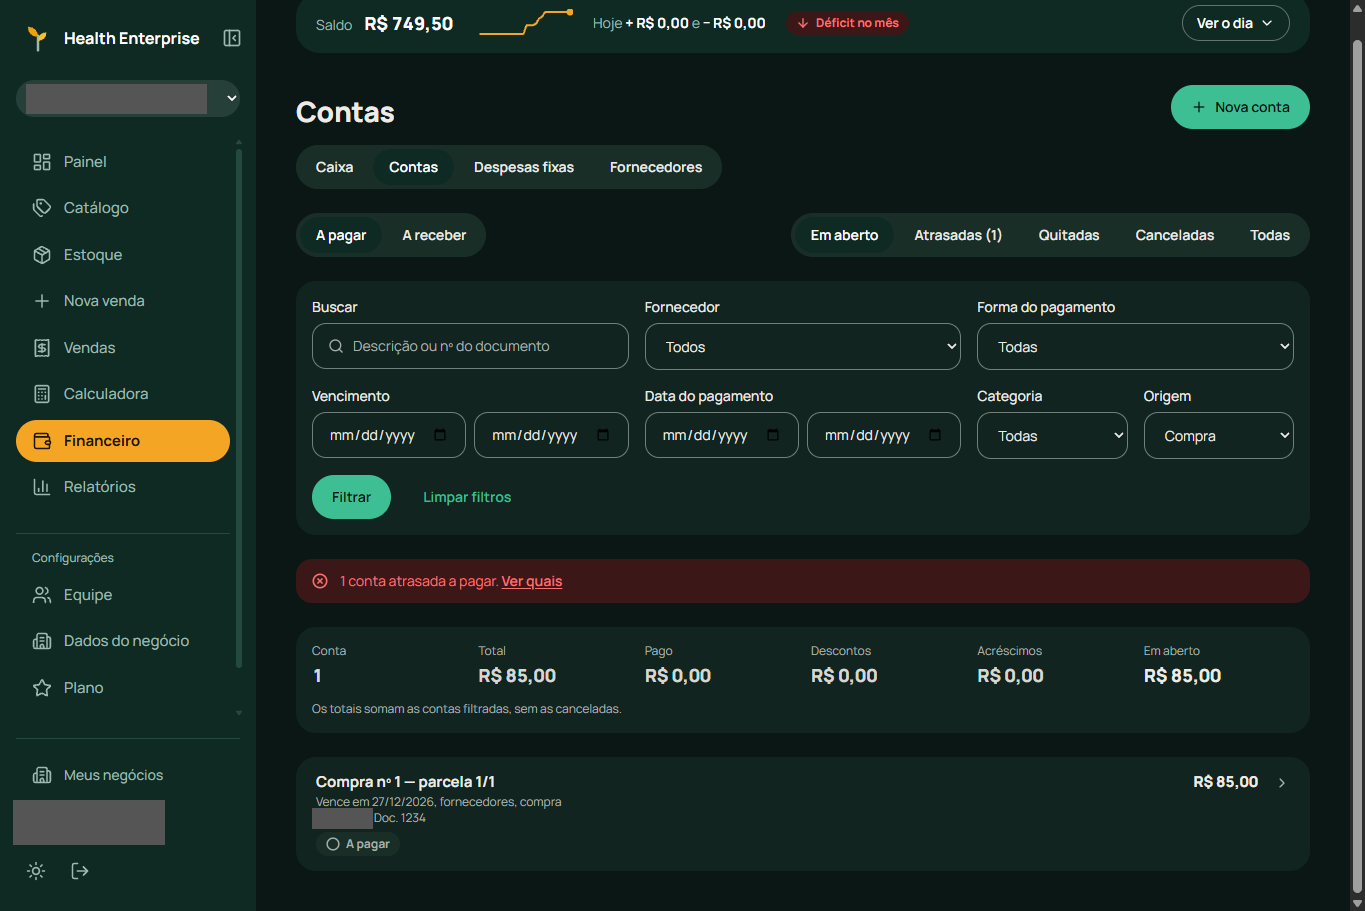 Health Enterprise
Painel
Catálogo
Estoque
Nova venda
Vendas
Calculadora
Financeiro
Relatórios
Configurações
Equipe
Dados do negócio
Plano
Meus negócios
Saldo R$ 749,50 Hoje + R$ 0,00 e − R$ 0,00 Déficit no mês Ver o dia
Contas
Nova conta
Caixa Contas Despesas fixas Fornecedores
A pagar A receber Em aberto Atrasadas (1) Quitadas Canceladas Todas
Buscar Fornecedor Forma do pagamento
Descrição ou nº do documento Todos Todas
Vencimento Data do pagamento Categoria Origem
mm/dd/yyyy mm/dd/yyyy mm/dd/yyyy mm/dd/yyyy Todas Compra
Filtrar Limpar filtros
1 conta atrasada a pagar. Ver quais
Conta Total Pago Descontos Acréscimos Em aberto
1 R$ 85,00 R$ 0,00 R$ 0,00 R$ 0,00 R$ 85,00
Os totais somam as contas filtradas, sem as canceladas.
Compra nº 1 — parcela 1/1 R$ 85,00
Vence em 27/12/2026, fornecedores, compra
Doc. 1234
A pagar